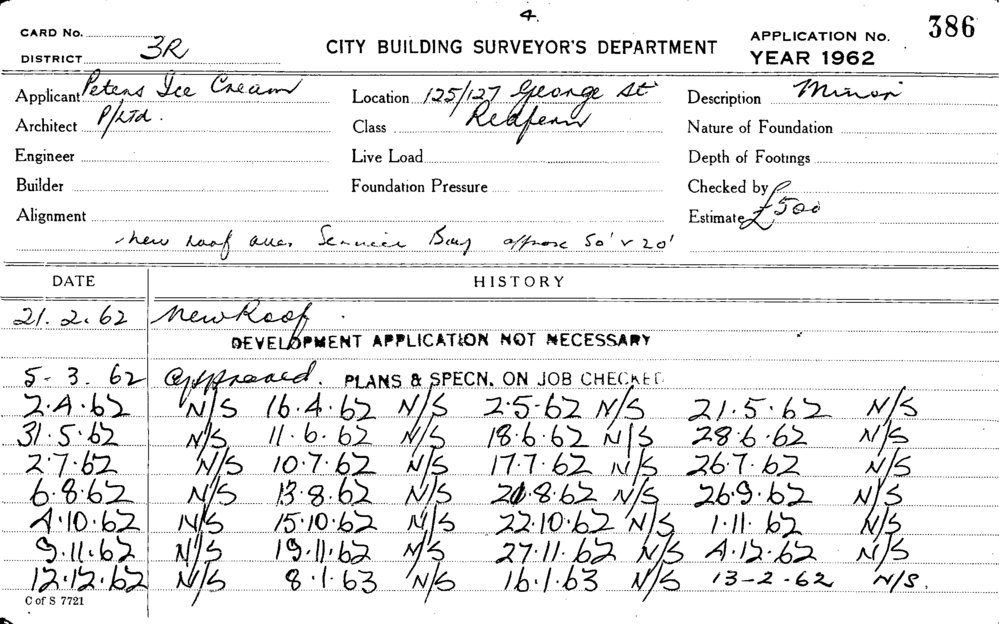 4.
CARD No. CITY BUILDING SURVEYOR'S DEPARTMENT APPLICATION No. 386
DISTRICT 3R YEAR 1962
Applicant Peters Ice Cream Location 125/127 George St Description Minor
Architect P/Ltd. Class Redfern Nature of Foundation
Engineer Live Load Depth of Footings
Builder Foundation Pressure Checked by
Alignment Estimate £500
New roof over Service Bay approx 50' x 20'
DATE HISTORY
21.2.62 New Roof.
DEVELOPMENT APPLICATION NOT NECESSARY
5-3.62 Approved. PLANS & SPECN. ON JOB CHECKED
2.4.62 N/S 16.4.62 N/S 2.5-62 N/S 21.5.62 N/S
31.5.62 N/S 11.6.62 N/S 18.6.62 N/S 28.6.62 N/S
2.7.62 N/S 10.7.62 N/S 17.7.62 N/S 26.7.62 N/S
6.8.62 N/S 13.8.62 N/S 21.8.62 N/S 26.9.62 N/S
4.10.62 N/S 15.10.62 N/S 22.10.62 N/S 1.11.62 N/S
9.11.62 N/S 19.11.62 N/S 27.11.62 N/S 4.12.62 N/S
12.12.62 N/S 8.1.63 N/S 16.1.63 N/S 13-2-62 N/S.
C of S 7721